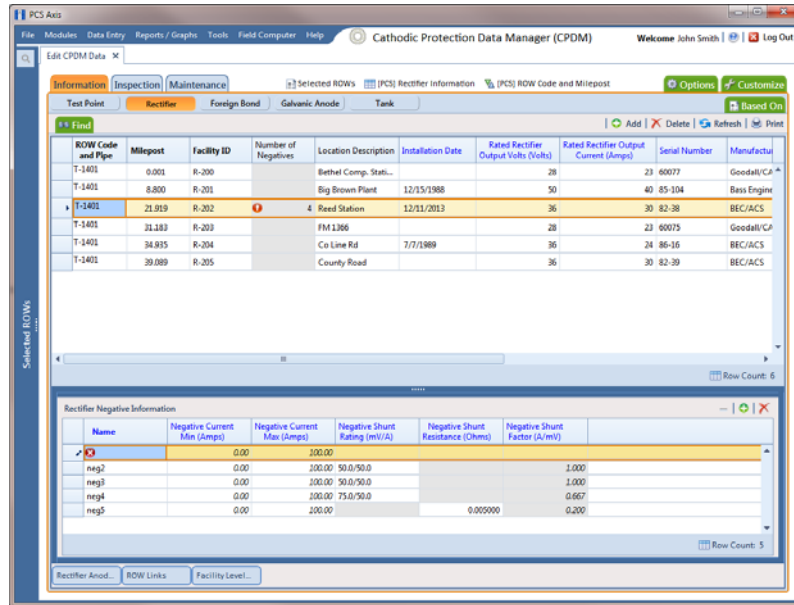 PCS Axis
File Modules Data Entry Reports / Graphs Tools Field Computer Help Cathodic Protection Data Manager (CPDM) Welcome John Smith Log Out
Edit CPDM Data
Information Inspection Maintenance Selected ROWs [PCS] Rectifier Information [PCS] ROW Code and Milepost Options Customize
Test Point Rectifier Foreign Bond Galvanic Anode Tank Based On
Find Add Delete Refresh Print
ROW Code and Pipe Milepost Facility ID Number of Negatives Location Description Installation Date Rated Rectifier Output Volts (Volts) Rated Rectifier Output Current (Amps) Serial Number Manufactu
T-1401 0.001 R-200 Bethel Comp. Stati... 28 23 60077 Goodall/CA
T-1401 8.800 R-201 Big Brown Plant 12/15/1988 50 40 85-104 Bass Engine
T-1401 21.919 R-202 4 Reed Station 12/11/2013 36 30 82-38 BEC/ACS
T-1401 31.183 R-203 FM 1366 28 23 60075 Goodall/CA
T-1401 34.935 R-204 Co Line Rd 7/7/1989 36 24 86-16 BEC/ACS
T-1401 39.089 R-205 County Road 36 30 82-39 BEC/ACS
Selected ROWs
Row Count: 6
Rectifier Negative Information
Name Negative Current Min (Amps) Negative Current Max (Amps) Negative Shunt Rating (mV/A) Negative Shunt Resistance (Ohms) Negative Shunt Factor (A/mV)
0.00 100.00
neg2 0.00 100.00 50.0/50.0 1.000
neg3 0.00 100.00 50.0/50.0 1.000
neg4 0.00 100.00 75.0/50.0 0.667
neg5 0.00 100.00 0.005000 0.200
Row Count: 5
Rectifier Anod... ROW Links Facility Level...